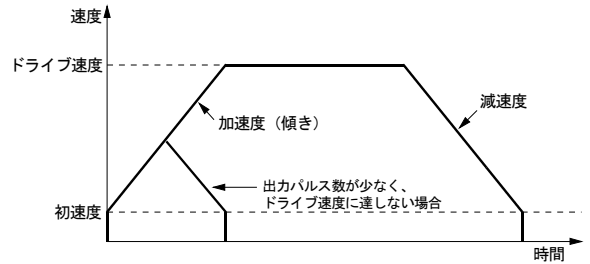 速度
ドライブ速度
加速度（傾き）
減速度
出力パルス数が少なく、
ドライブ速度に達しない場合
初速度
時間